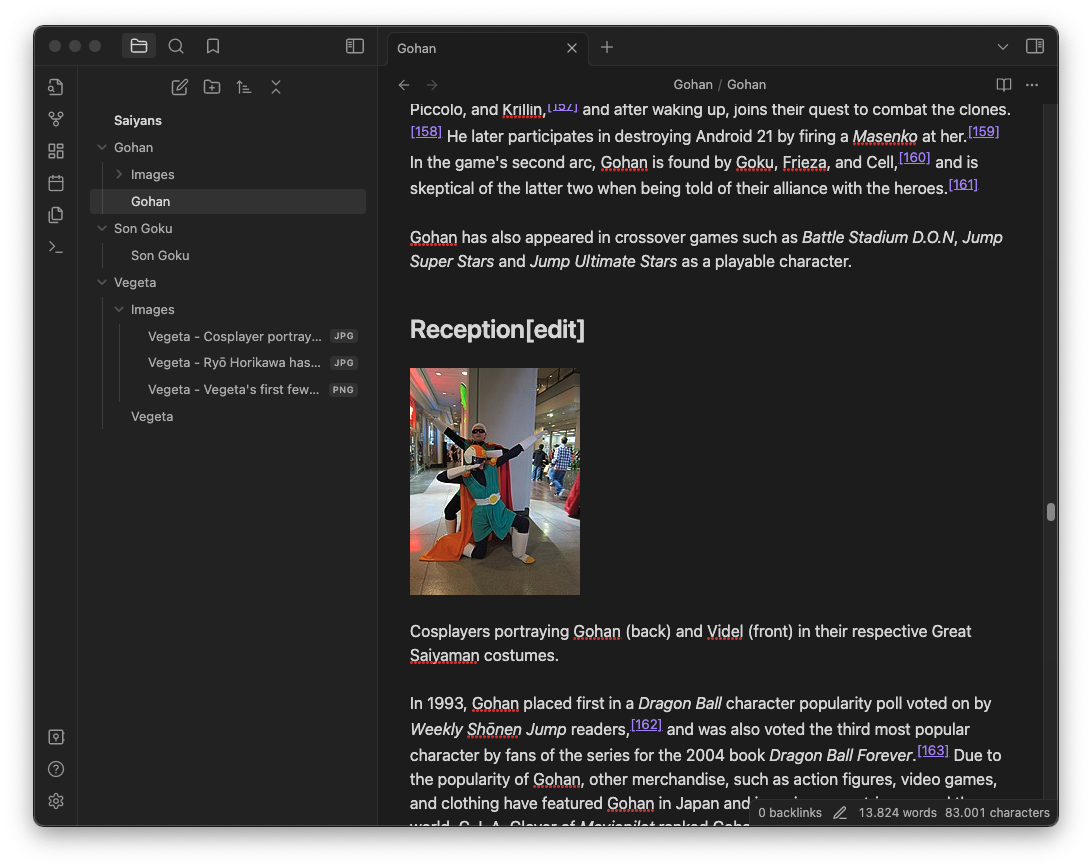 Gohan
Gohan / Gohan
Saiyans
Gohan
Images
Gohan
Son Goku
Son Goku
Vegeta
Images
Vegeta - Cosplayer portray... JPG
Vegeta - Ryō Horikawa has... JPG
Vegeta - Vegeta's first few... PNG
Vegeta
Piccolo, and Krillin,[157] and after waking up, joins their quest to combat the clones.
[158] He later participates in destroying Android 21 by firing a Masenko at her.[159]
In the game's second arc, Gohan is found by Goku, Frieza, and Cell,[160] and is
skeptical of the latter two when being told of their alliance with the heroes.[161]
Gohan has also appeared in crossover games such as Battle Stadium D.O.N, Jump
Super Stars and Jump Ultimate Stars as a playable character.
Reception[edit]
Cosplayers portraying Gohan (back) and Videl (front) in their respective Great
Saiyaman costumes.
In 1993, Gohan placed first in a Dragon Ball character popularity poll voted on by
Weekly Shōnen Jump readers,[162] and was also voted the third most popular
character by fans of the series for the 2004 book Dragon Ball Forever.[163] Due to
the popularity of Gohan, other merchandise, such as action figures, video games,
and clothing have featured Gohan in Japan and
0 backlinks 13.824 words 83.001 characters